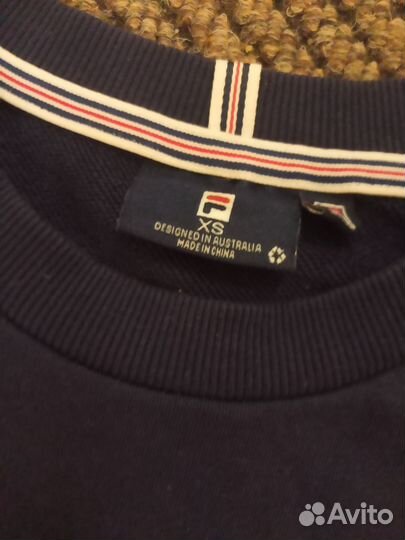 F
XS
DESIGNED IN AUSTRALIA
MADE IN CHINA
Avito